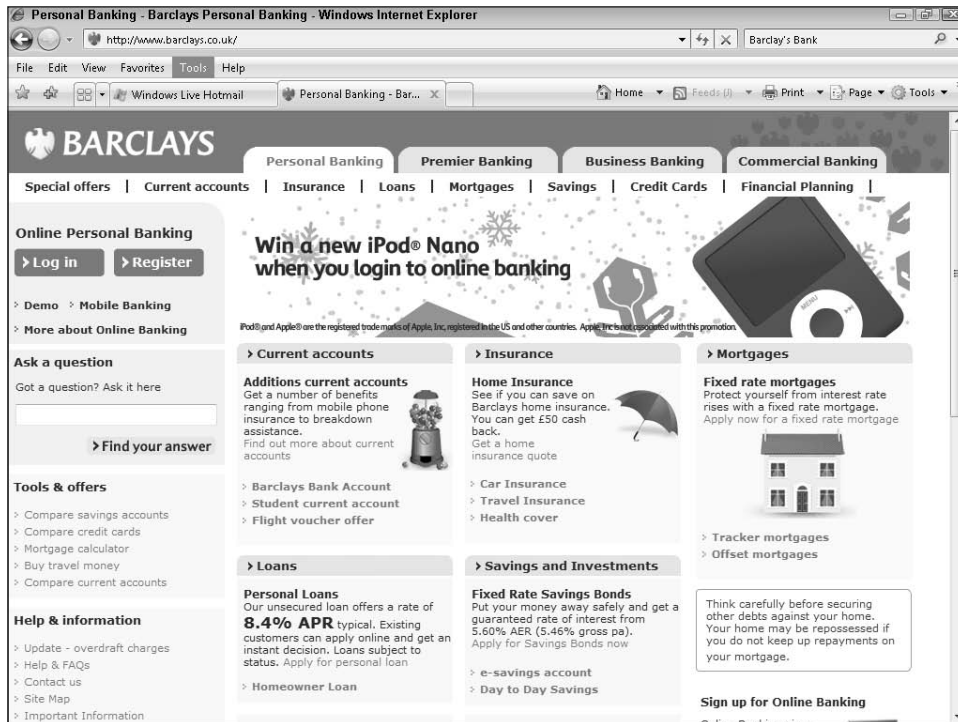 Personal Banking - Barclays Personal Banking - Windows Internet Explorer
http://www.barclays.co.uk/
Barclay's Bank
File Edit View Favorites Tools Help
Windows Live Hotmail
Personal Banking - Bar...
Home Feeds (J) Print Page Tools
BARCLAYS
Personal Banking
Premier Banking
Business Banking
Commercial Banking
Special offers | Current accounts | Insurance | Loans | Mortgages | Savings | Credit Cards | Financial Planning |
Online Personal Banking
> Log in
> Register
> Demo > Mobile Banking
> More about Online Banking
Ask a question
Got a question? Ask it here
> Find your answer
Tools & offers
> Compare savings accounts
> Compare credit cards
> Mortgage calculator
> Buy travel money
> Compare current accounts
Help & information
> Update - overdraft charges
> Help & FAQs
> Contact us
> Site Map
> Important Information
Win a new iPod® Nano
when you login to online banking
MENU
iPod® and Apple® are the registered trade marks of Apple, Inc, registered in the US and other countries. Apple, Inc is not associated with this promotion.
> Current accounts
Additions current accounts
Get a number of benefits
ranging from mobile phone
insurance to breakdown
assistance.
Find out more about current
accounts
> Barclays Bank Account
> Student current account
> Flight voucher offer
> Insurance
Home Insurance
See if you can save on
Barclays home insurance.
You can get £50 cash
back.
Get a home
insurance quote
> Car Insurance
> Travel Insurance
> Health cover
> Mortgages
Fixed rate mortgages
Protect yourself from interest rate
rises with a fixed rate mortgage.
Apply now for a fixed rate mortgage
> Tracker mortgages
> Offset mortgages
> Loans
Personal Loans
Our unsecured loan offers a rate of
8.4% APR typical. Existing
customers can apply online and get an
instant decision. Loans subject to
status. Apply for personal loan
> Homeowner Loan
> Savings and Investments
Fixed Rate Savings Bonds
Put your money away safely and get a
guaranteed rate of interest from
5.60% AER (5.46% gross pa).
Apply for Savings Bonds now
> e-savings account
> Day to Day Savings
Think carefully before securing
other debts against your home.
Your home may be repossessed if
you do not keep up repayments on
your mortgage.
Sign up for Online Banking